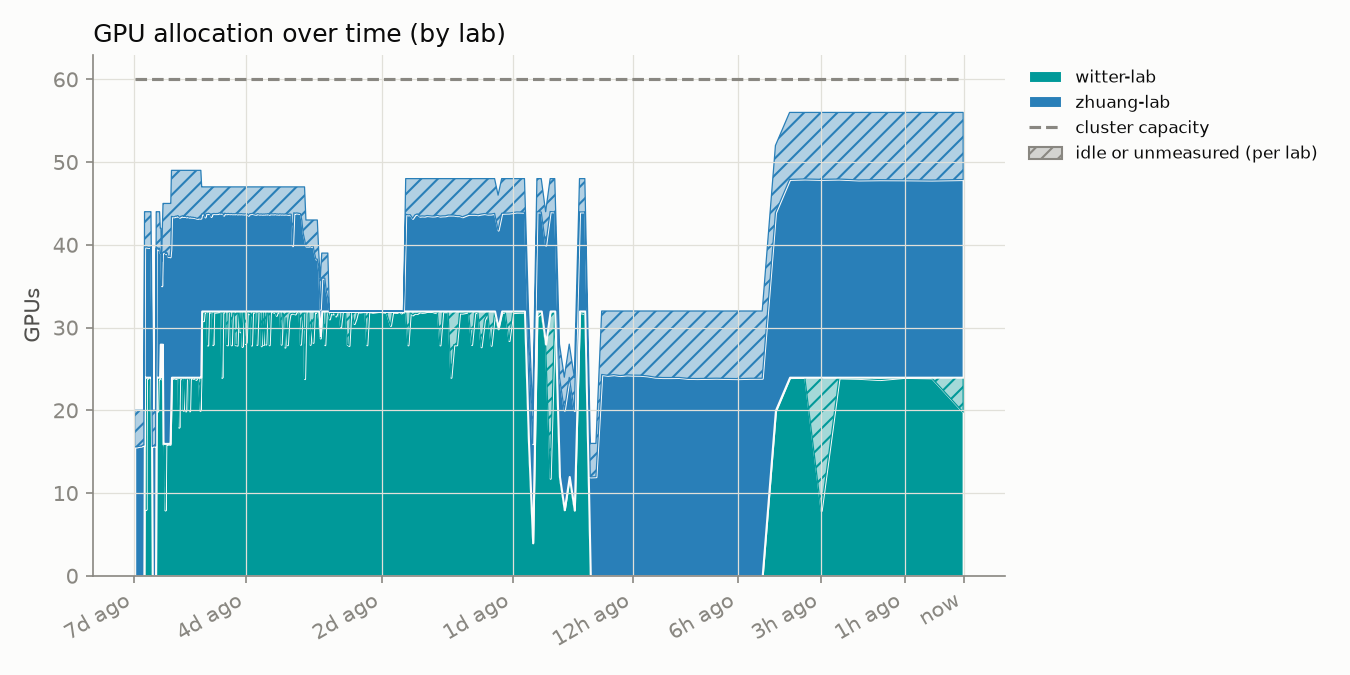 GPU allocation over time (by lab)
GPUs
60
50
40
30
20
10
0
7d ago
4d ago
2d ago
1d ago
12h ago
6h ago
3h ago
1h ago
now
witter-lab
zhuang-lab
cluster capacity
idle or unmeasured (per lab)